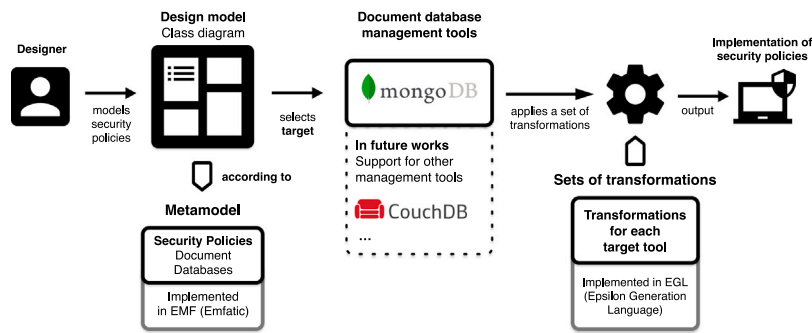 Designer
models
security
policies
Design model
Class diagram
selects
target
according to
Metamodel
Security Policies
Document
Databases
Implemented
in EMF (Emfatic)
Document database
management tools
mongoDB
In future works
Support for other
management tools
CouchDB
...
applies a set of
transformations
Sets of transformations
Transformations
for each
target tool
Implemented in EGL
(Epsilon Generation
Language)
output
Implementation of
security policies